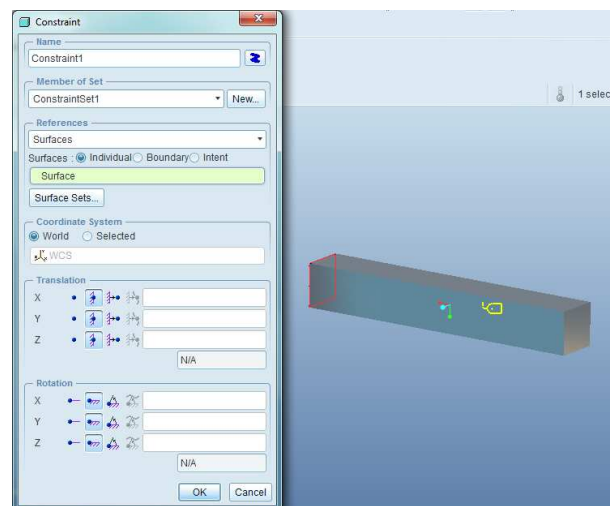 Constraint
Name
Constraint1
Member of Set
ConstraintSet1 New...
References
Surfaces
Surfaces : Individual Boundary Intent
Surface
Surface Sets...
Coordinate System
World Selected
WCS
Translation
X
Y
Z
N/A
Rotation
X
Y
Z
N/A
OK Cancel
1 selec